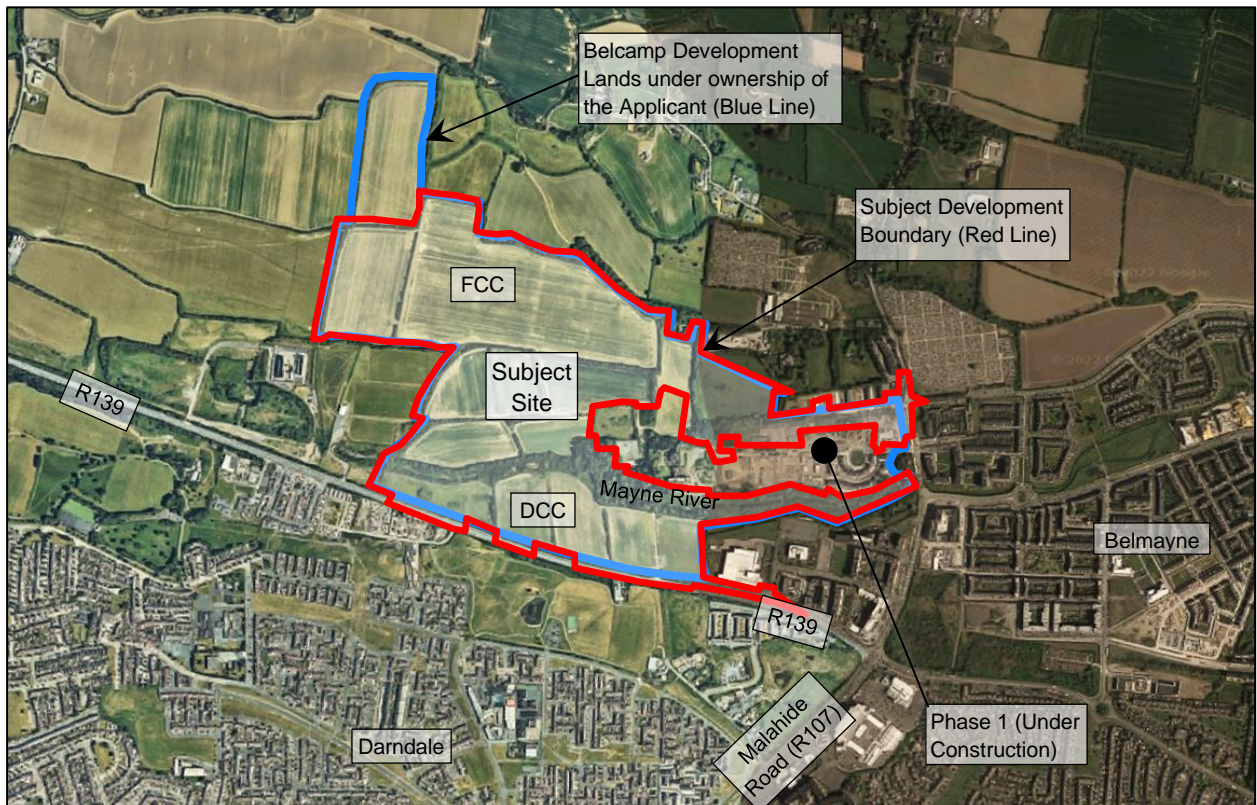 Belcamp Development
Lands under ownership of
the Applicant (Blue Line)
Subject Development
Boundary (Red Line)
FCC
Subject
Site
R139
Mayne River
DCC
Belmayne
R139
Malahide
Road (R107)
Darndale
Phase 1 (Under
Construction)